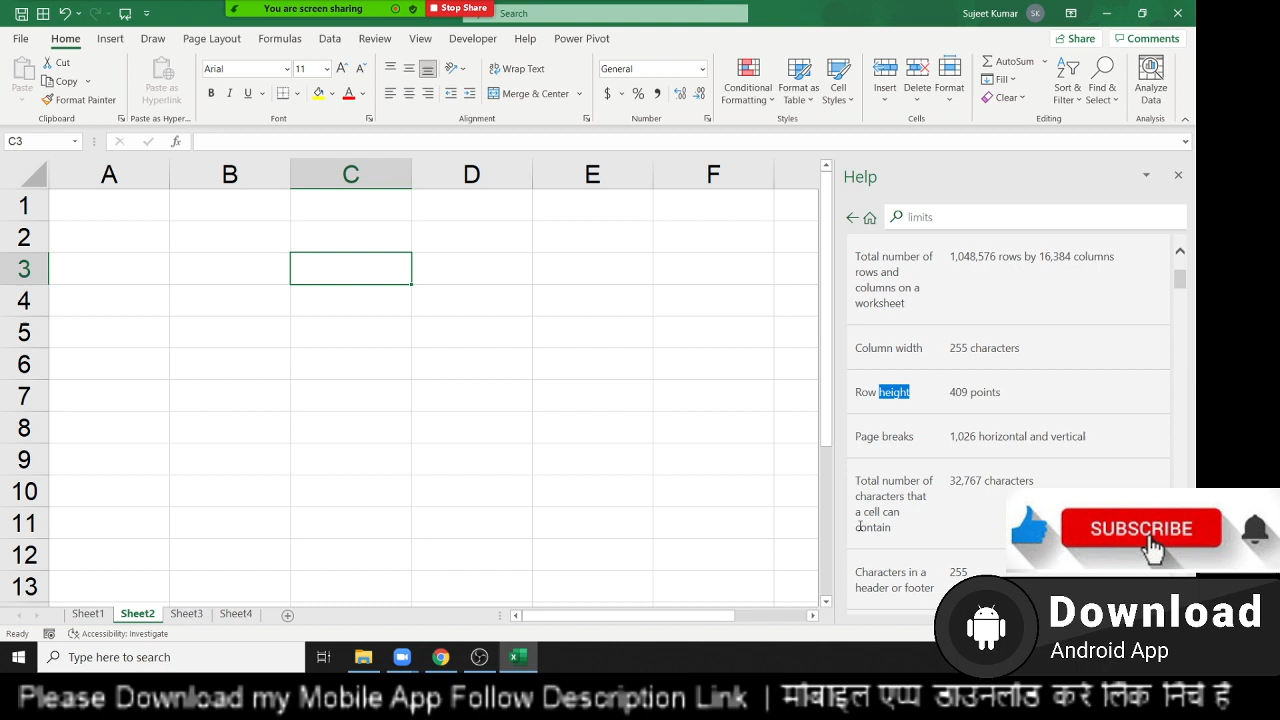 You are screen sharing
Stop Share
Search
Sujeet Kumar
SK
File Home Insert Draw Page Layout Formulas Data Review View Developer Help Power Pivot
Share
Comments
Paste
Cut
Copy
Format Painter
Clipboard
Paste as Hyperlink
Paste as Hyper...
Arial 11
B I U
Font
Wrap Text
Merge & Center
Alignment
General
$ % ,
Number
Conditional Formatting
Format as Table
Cell Styles
Styles
Insert Delete Format
Cells
AutoSum
Fill
Clear
Sort & Filter
Find & Select
Editing
Analyze Data
Analysis
C3
fx
A B C D E F
1
2
3
4
5
6
7
8
9
10
11
12
13
Help
limits
Total number of rows and columns on a worksheet
1,048,576 rows by 16,384 columns
Column width
255 characters
Row height
409 points
Page breaks
1,026 horizontal and vertical
Total number of characters that a cell can contain
32,767 characters
Characters in a header or footer
255
SUBSCRIBE
Download
Android App
Sheet1 Sheet2 Sheet3 Sheet4
Ready
Accessibility: Investigate
Type here to search
Please Download my Mobile App Follow Description Link | मोबाइल एप्प डाउनलोड करे लिंक निचे है